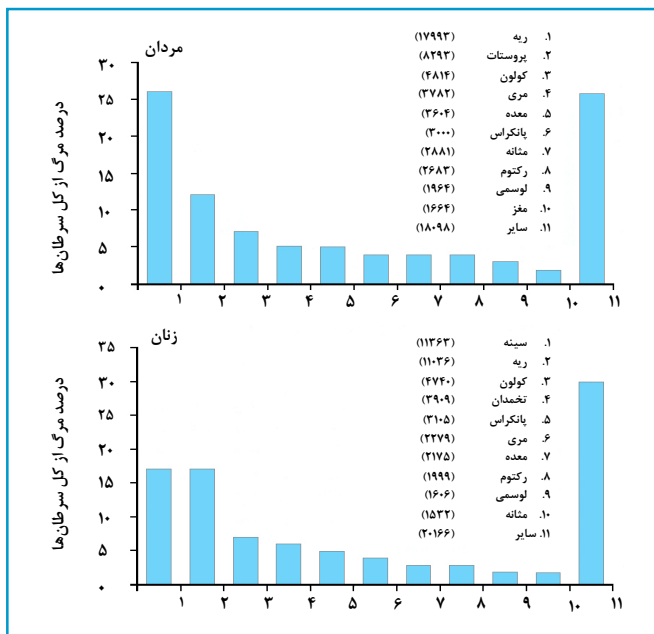 مردان
درصد مرگ از کل سرطان‌ها
۳۰
۲۵
۲۰
۱۵
۱۰
۵
۰
۱. ریه (۱۷۹۹۳)
۲. پروستات (۸۲۹۳)
۳. کولون (۴۸۱۴)
۴. مری (۳۷۸۲)
۵. معده (۳۶۰۴)
۶. پانکراس (۳۰۰۰)
۷. مثانه (۲۸۸۱)
۸. رکتوم (۲۶۸۳)
۹. لوسمی (۱۹۶۴)
۱۰. مغز (۱۶۶۴)
۱۱. سایر (۱۸۰۹۸)
۱ ۲ ۳ ۴ ۵ ۶ ۷ ۸ ۹ ۱۰ ۱۱
زنان
درصد مرگ از کل سرطان‌ها
۳۵
۳۰
۲۵
۲۰
۱۵
۱۰
۵
۰
۱. سینه (۱۱۳۶۳)
۲. ریه (۱۱۰۳۶)
۳. کولون (۴۷۴۰)
۴. تخمدان (۳۹۰۹)
۵. پانکراس (۳۱۰۵)
۶. مری (۲۲۷۹)
۷. معده (۲۱۷۵)
۸. رکتوم (۱۹۹۹)
۹. لوسمی (۱۶۰۶)
۱۰. مثانه (۱۵۳۲)
۱۱. سایر (۲۰۱۶۶)
۱ ۲ ۳ ۴ ۵ ۶ ۷ ۸ ۹ ۱۰ ۱۱